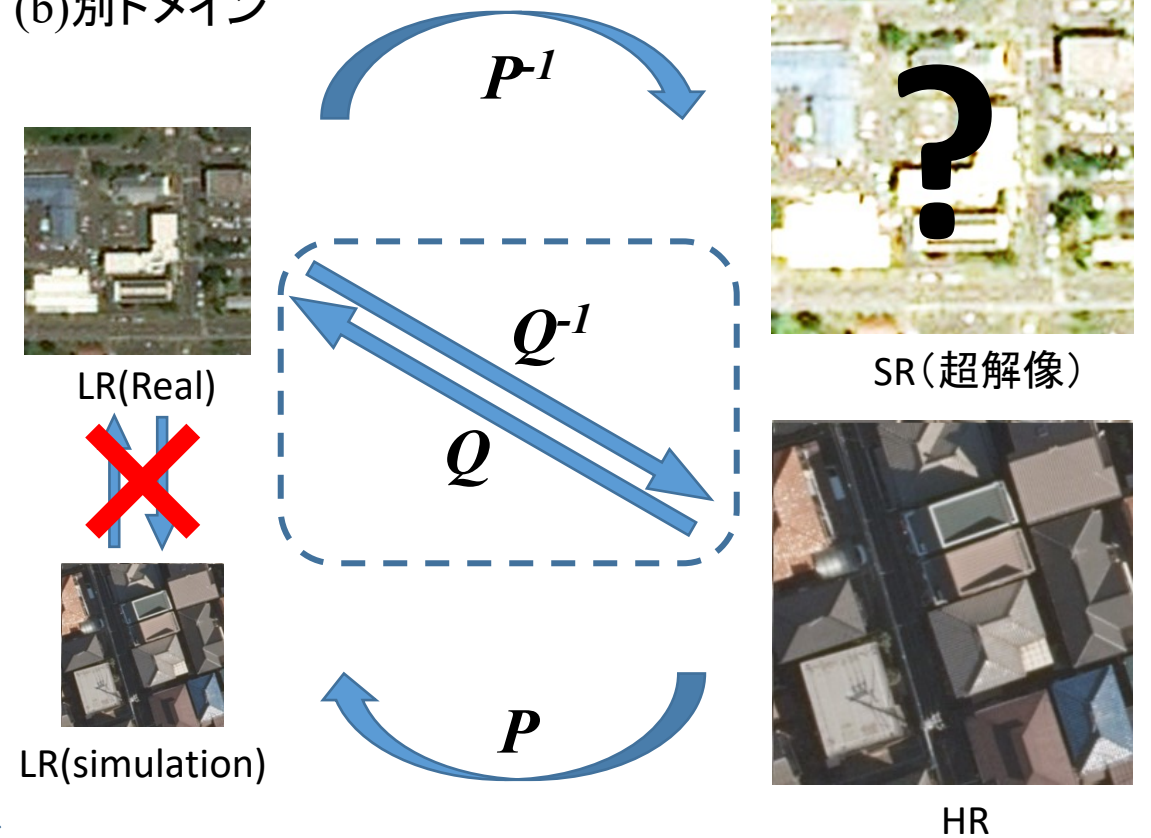 (b)別ドメイン
P-1
?
LR(Real)
SR(超解像)
Q-1
Q
LR(simulation)
P
HR